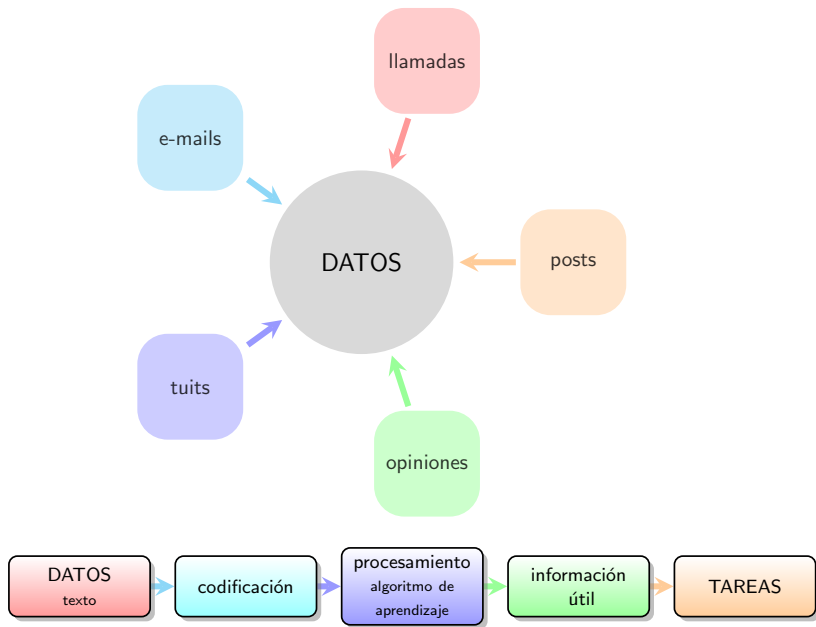 llamadas
e-mails
DATOS
posts
tuits
opiniones
DATOS
texto
codificación
procesamiento
algoritmo de
aprendizaje
información
útil
TAREAS